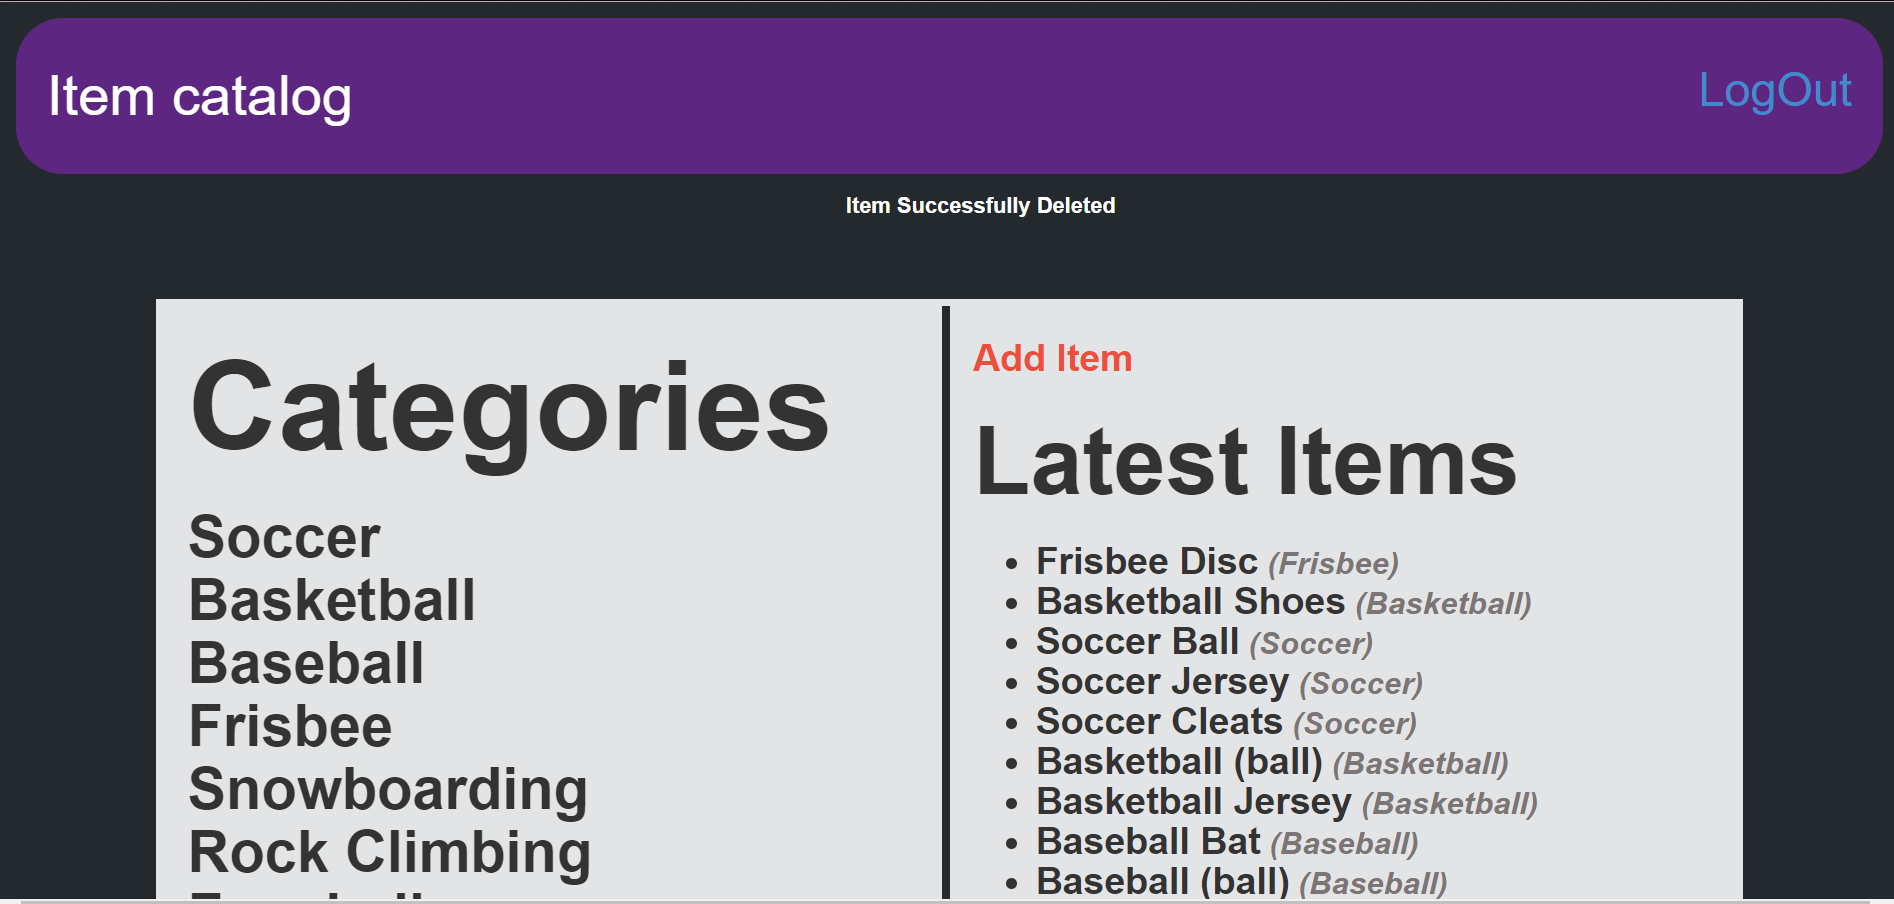 Item catalog
LogOut
Item Successfully Deleted
Categories
Soccer
Basketball
Baseball
Frisbee
Snowboarding
Rock Climbing
Add Item
Latest Items
Frisbee Disc (Frisbee)
Basketball Shoes (Basketball)
Soccer Ball (Soccer)
Soccer Jersey (Soccer)
Soccer Cleats (Soccer)
Basketball (ball) (Basketball)
Basketball Jersey (Basketball)
Baseball Bat (Baseball)
Baseball (ball) (Baseball)